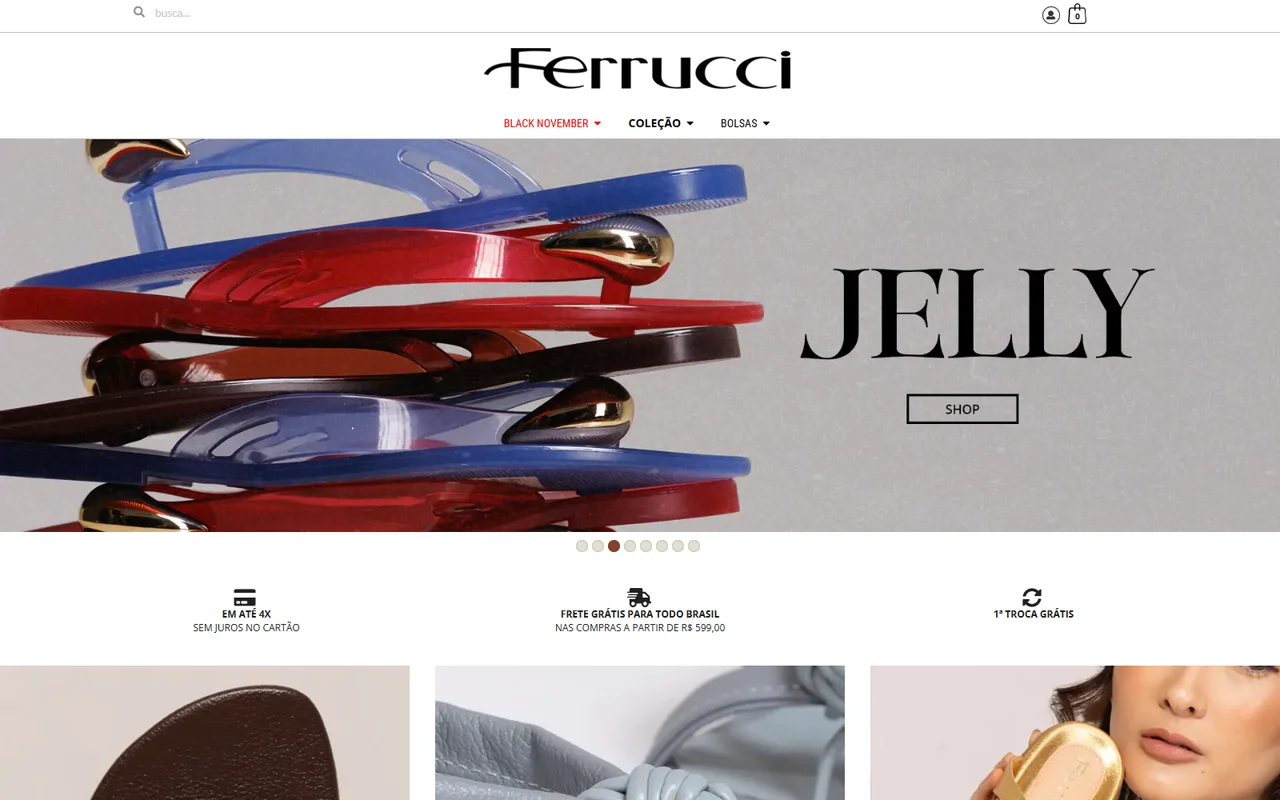 busca...
0
Ferrucci
BLACK NOVEMBER
COLEÇÃO
BOLSAS
JELLY
SHOP
EM ATÉ 4X
SEM JUROS NO CARTÃO
FRETE GRÁTIS PARA TODO BRASIL
NAS COMPRAS A PARTIR DE R$ 599,00
1ª TROCA GRÁTIS